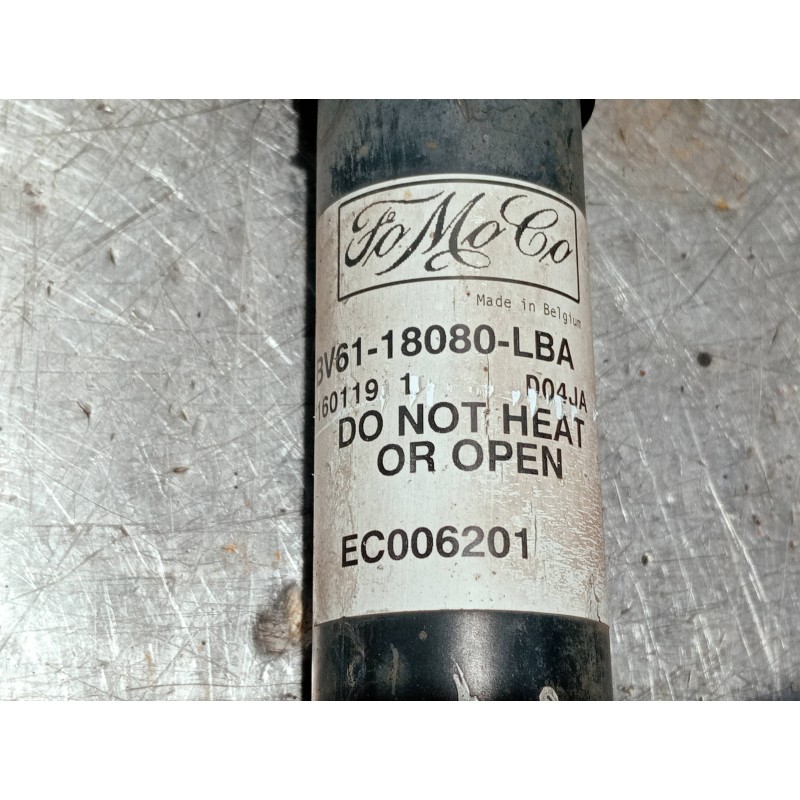 FoMoCo
Made in Belgium
BV61-18080-LBA
160119 1 D04JA
DO NOT HEAT
OR OPEN
EC006201